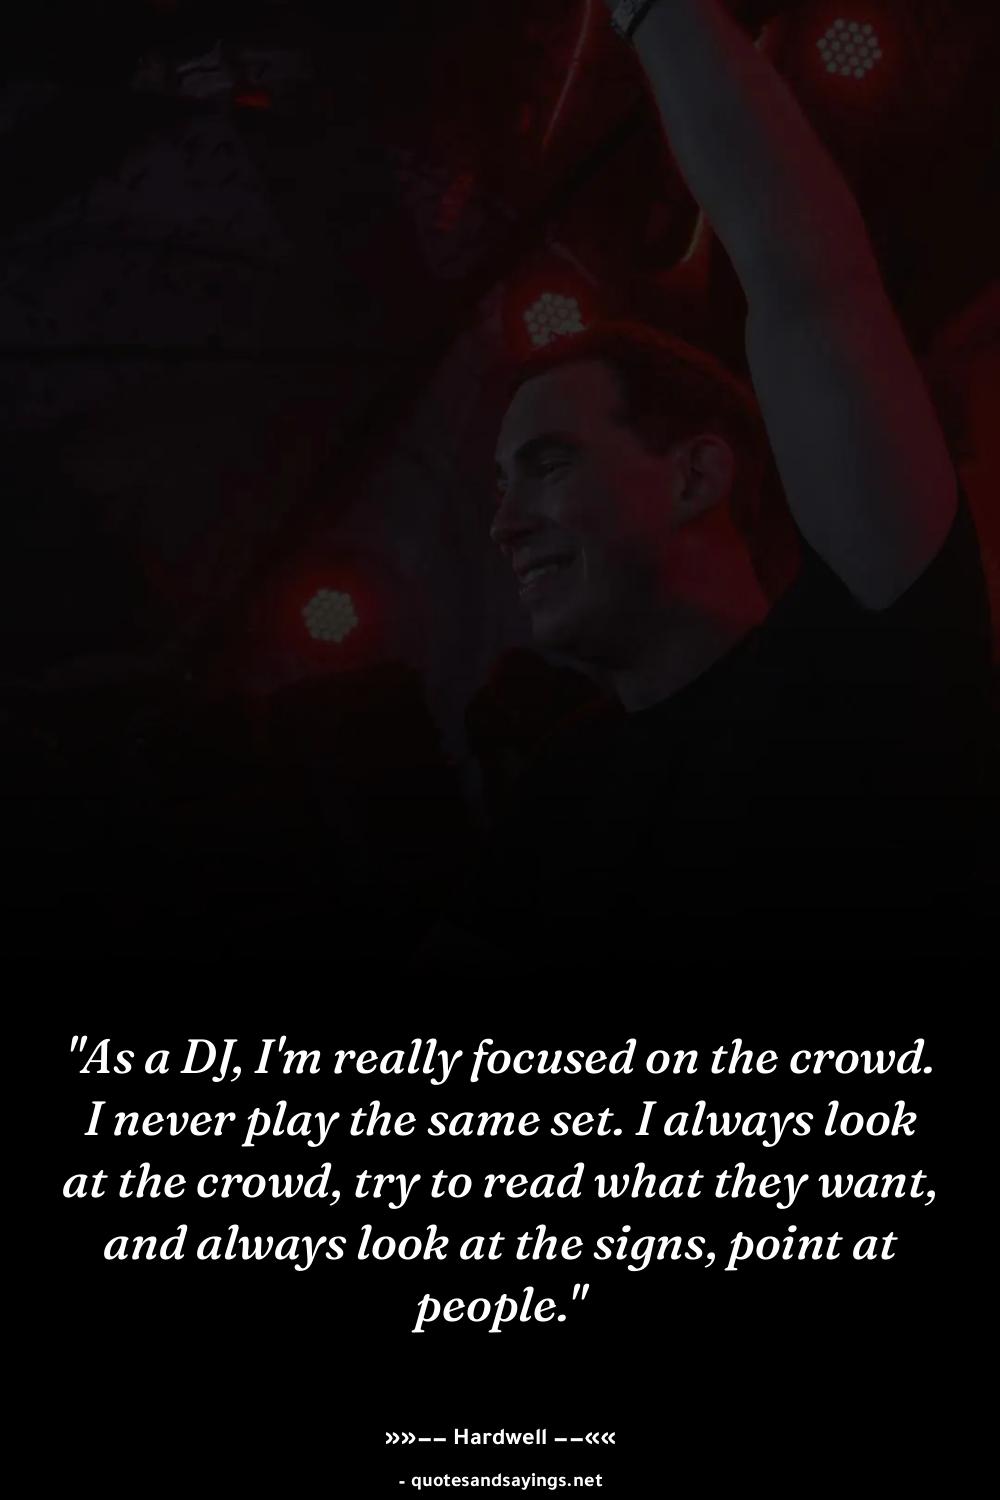 "As a DJ, I'm really focused on the crowd.
I never play the same set. I always look
at the crowd, try to read what they want,
and always look at the signs, point at
people."
»»–– Hardwell ––««
- quotesandsayings.net